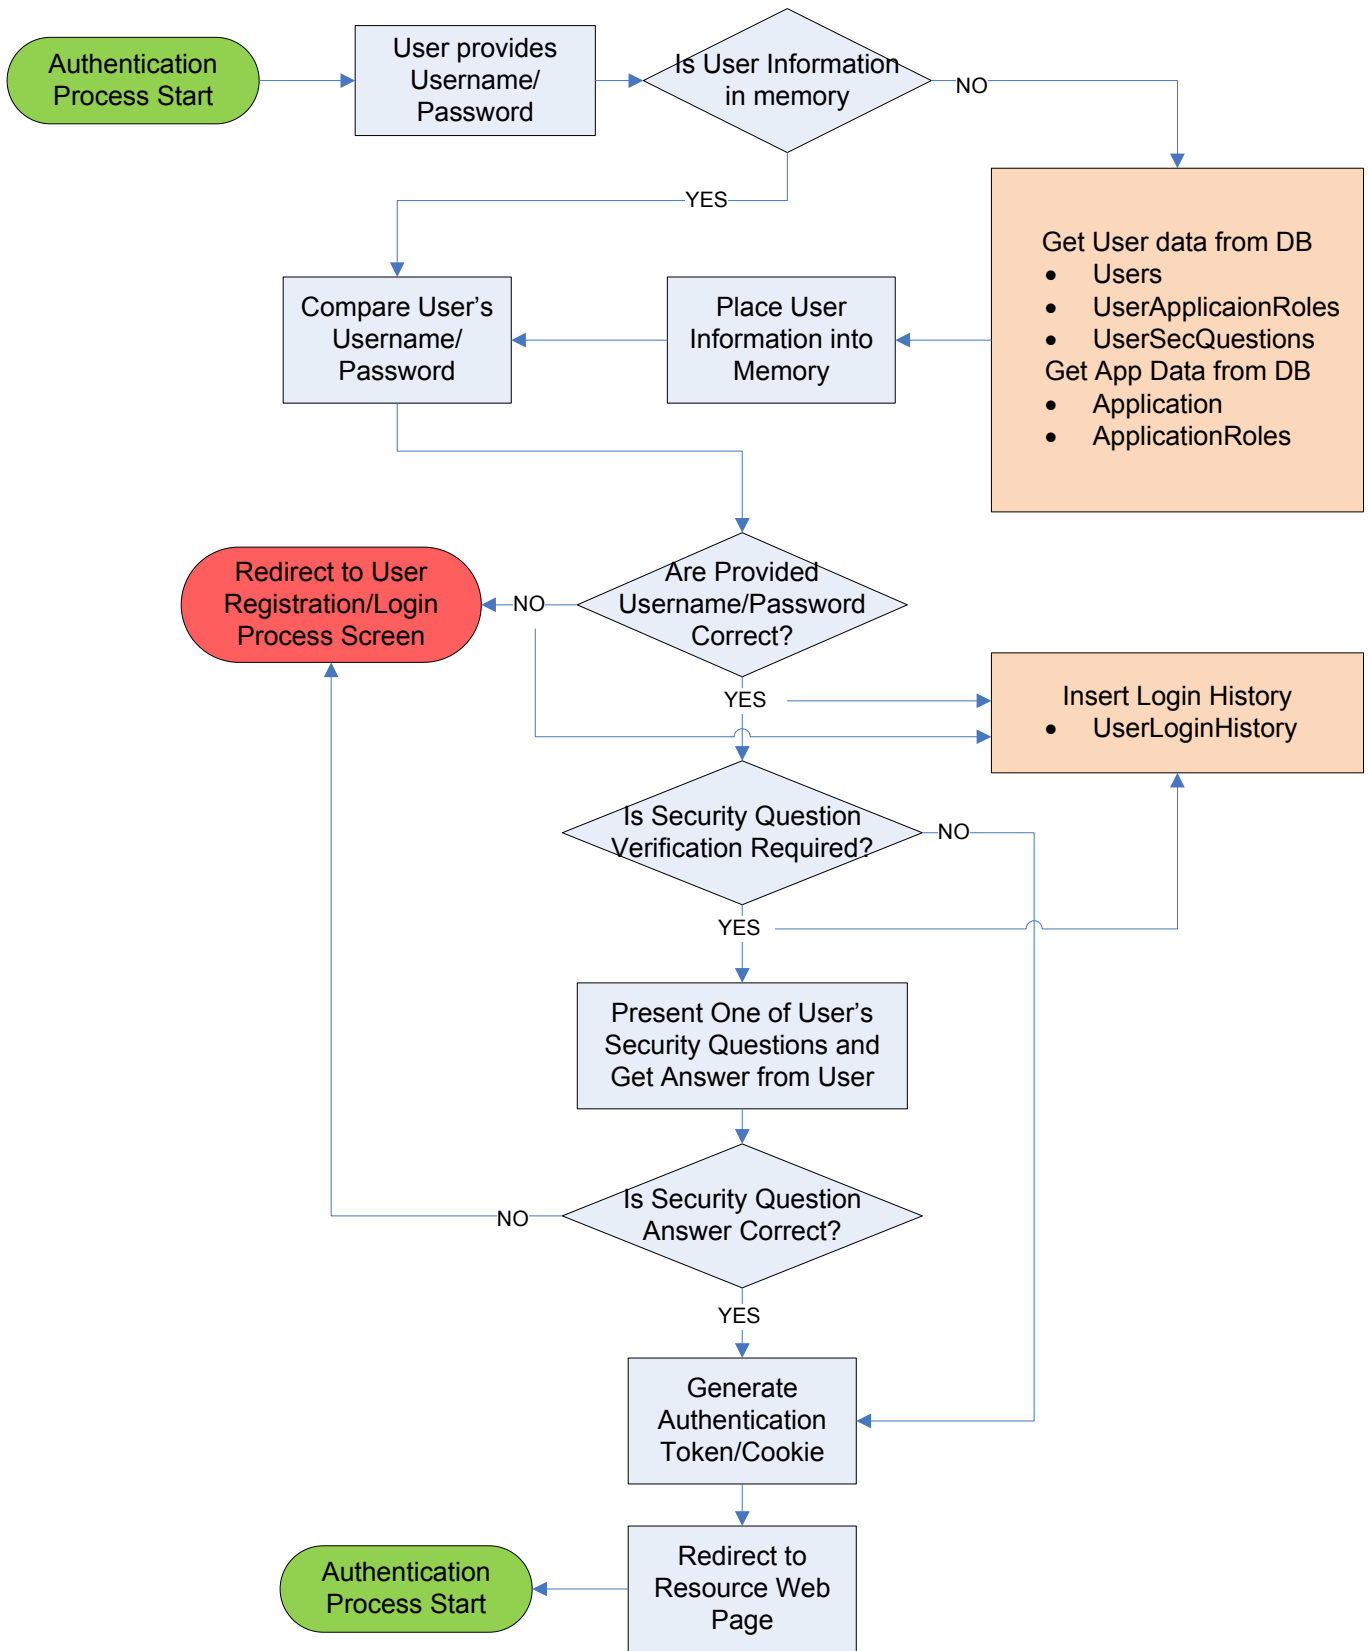 Authentication
Process Start
User provides
Username/
Password
Is User Information
in memory
NO
YES
Get User data from DB
• Users
• UserApplicaionRoles
• UserSecQuestions
Get App Data from DB
• Application
• ApplicationRoles
Compare User’s
Username/
Password
Place User
Information into
Memory
Redirect to User
Registration/Login
Process Screen
NO
Are Provided
Username/Password
Correct?
YES
Insert Login History
• UserLoginHistory
Is Security Question
Verification Required?
NO
YES
Present One of User’s
Security Questions and
Get Answer from User
Is Security Question
Answer Correct?
NO
YES
Generate
Authentication
Token/Cookie
Redirect to
Resource Web
Page
Authentication
Process Start